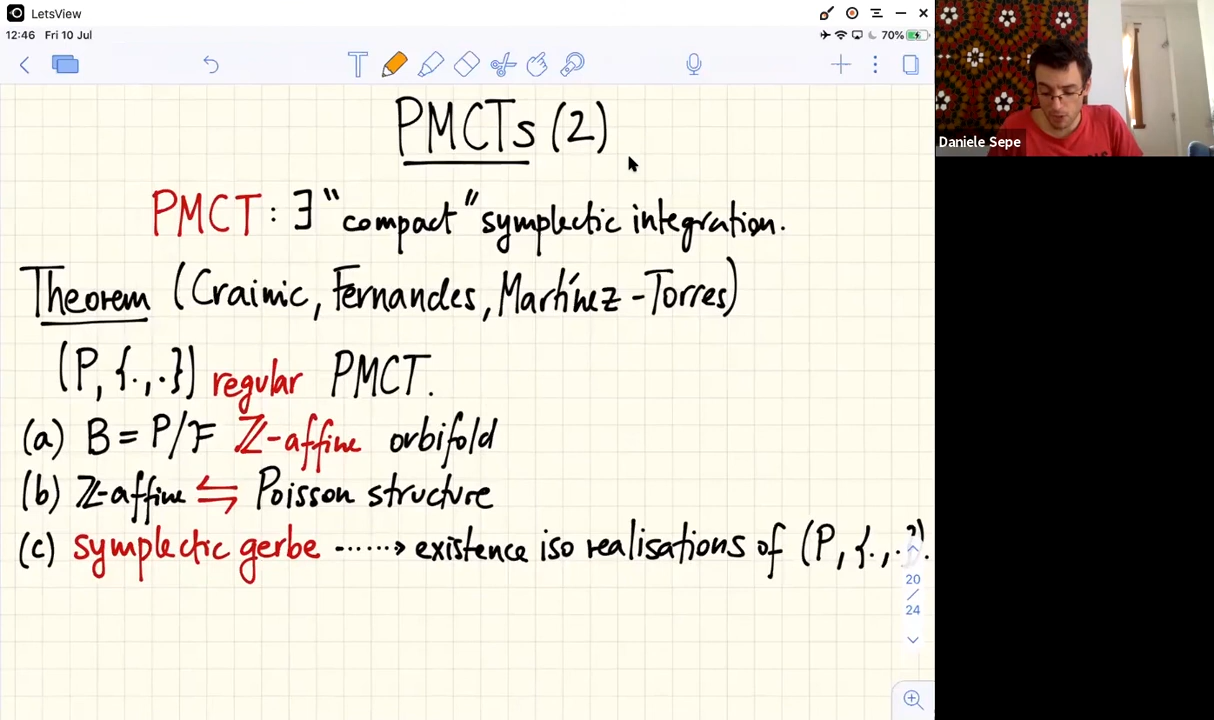 LetsView
12:46 Fri 10 Jul
70%
PMCTs (2)
Daniele Sepe
PMCT: ∃ "compact" symplectic integration.
Theorem (Crainic, Fernandes, Martínez-Torres)
(P, {.,.}) regular PMCT.
(a) B = P/F ℤ-affine orbifold
(b) ℤ-affine ⇆ Poisson structure
(c) symplectic gerbe ......→ existence iso realisations of (P, {.,.}).
20
/
24